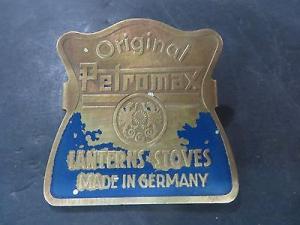 Original
Petromax
LANTERNS-STOVES
MADE IN GERMANY